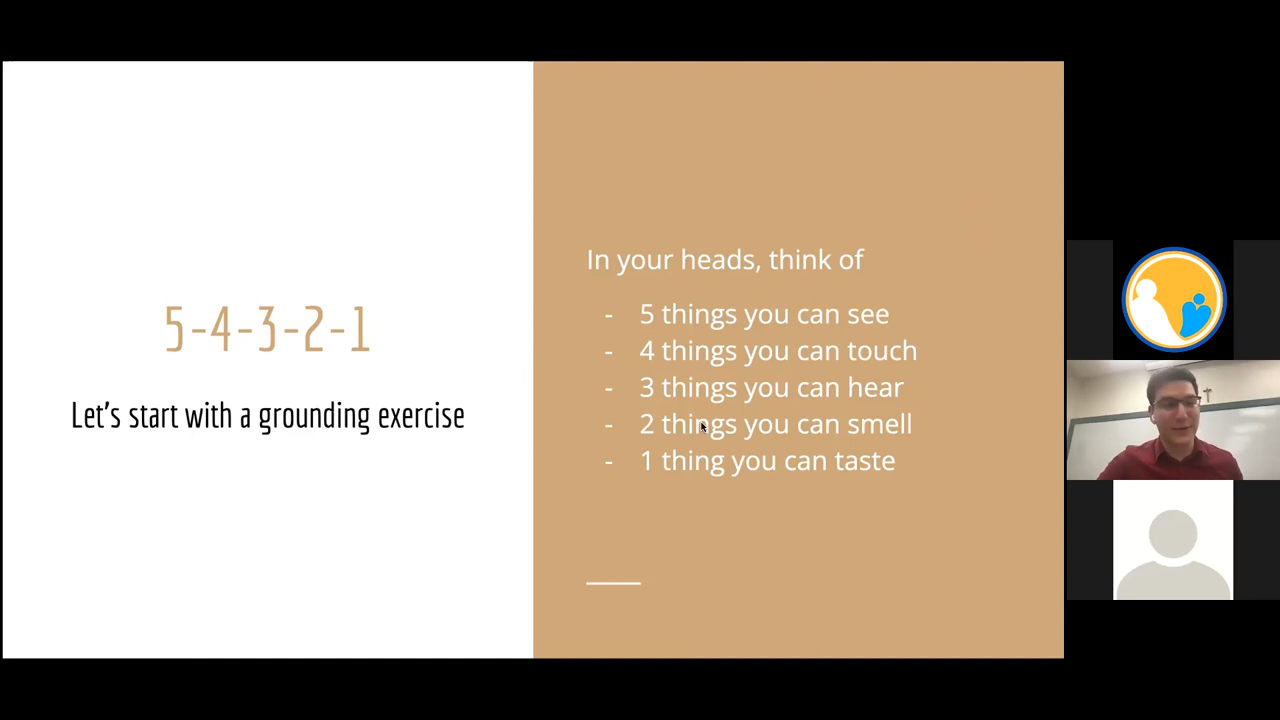 5-4-3-2-1
Let's start with a grounding exercise
In your heads, think of
- 5 things you can see
- 4 things you can touch
- 3 things you can hear
- 2 things you can smell
- 1 thing you can taste